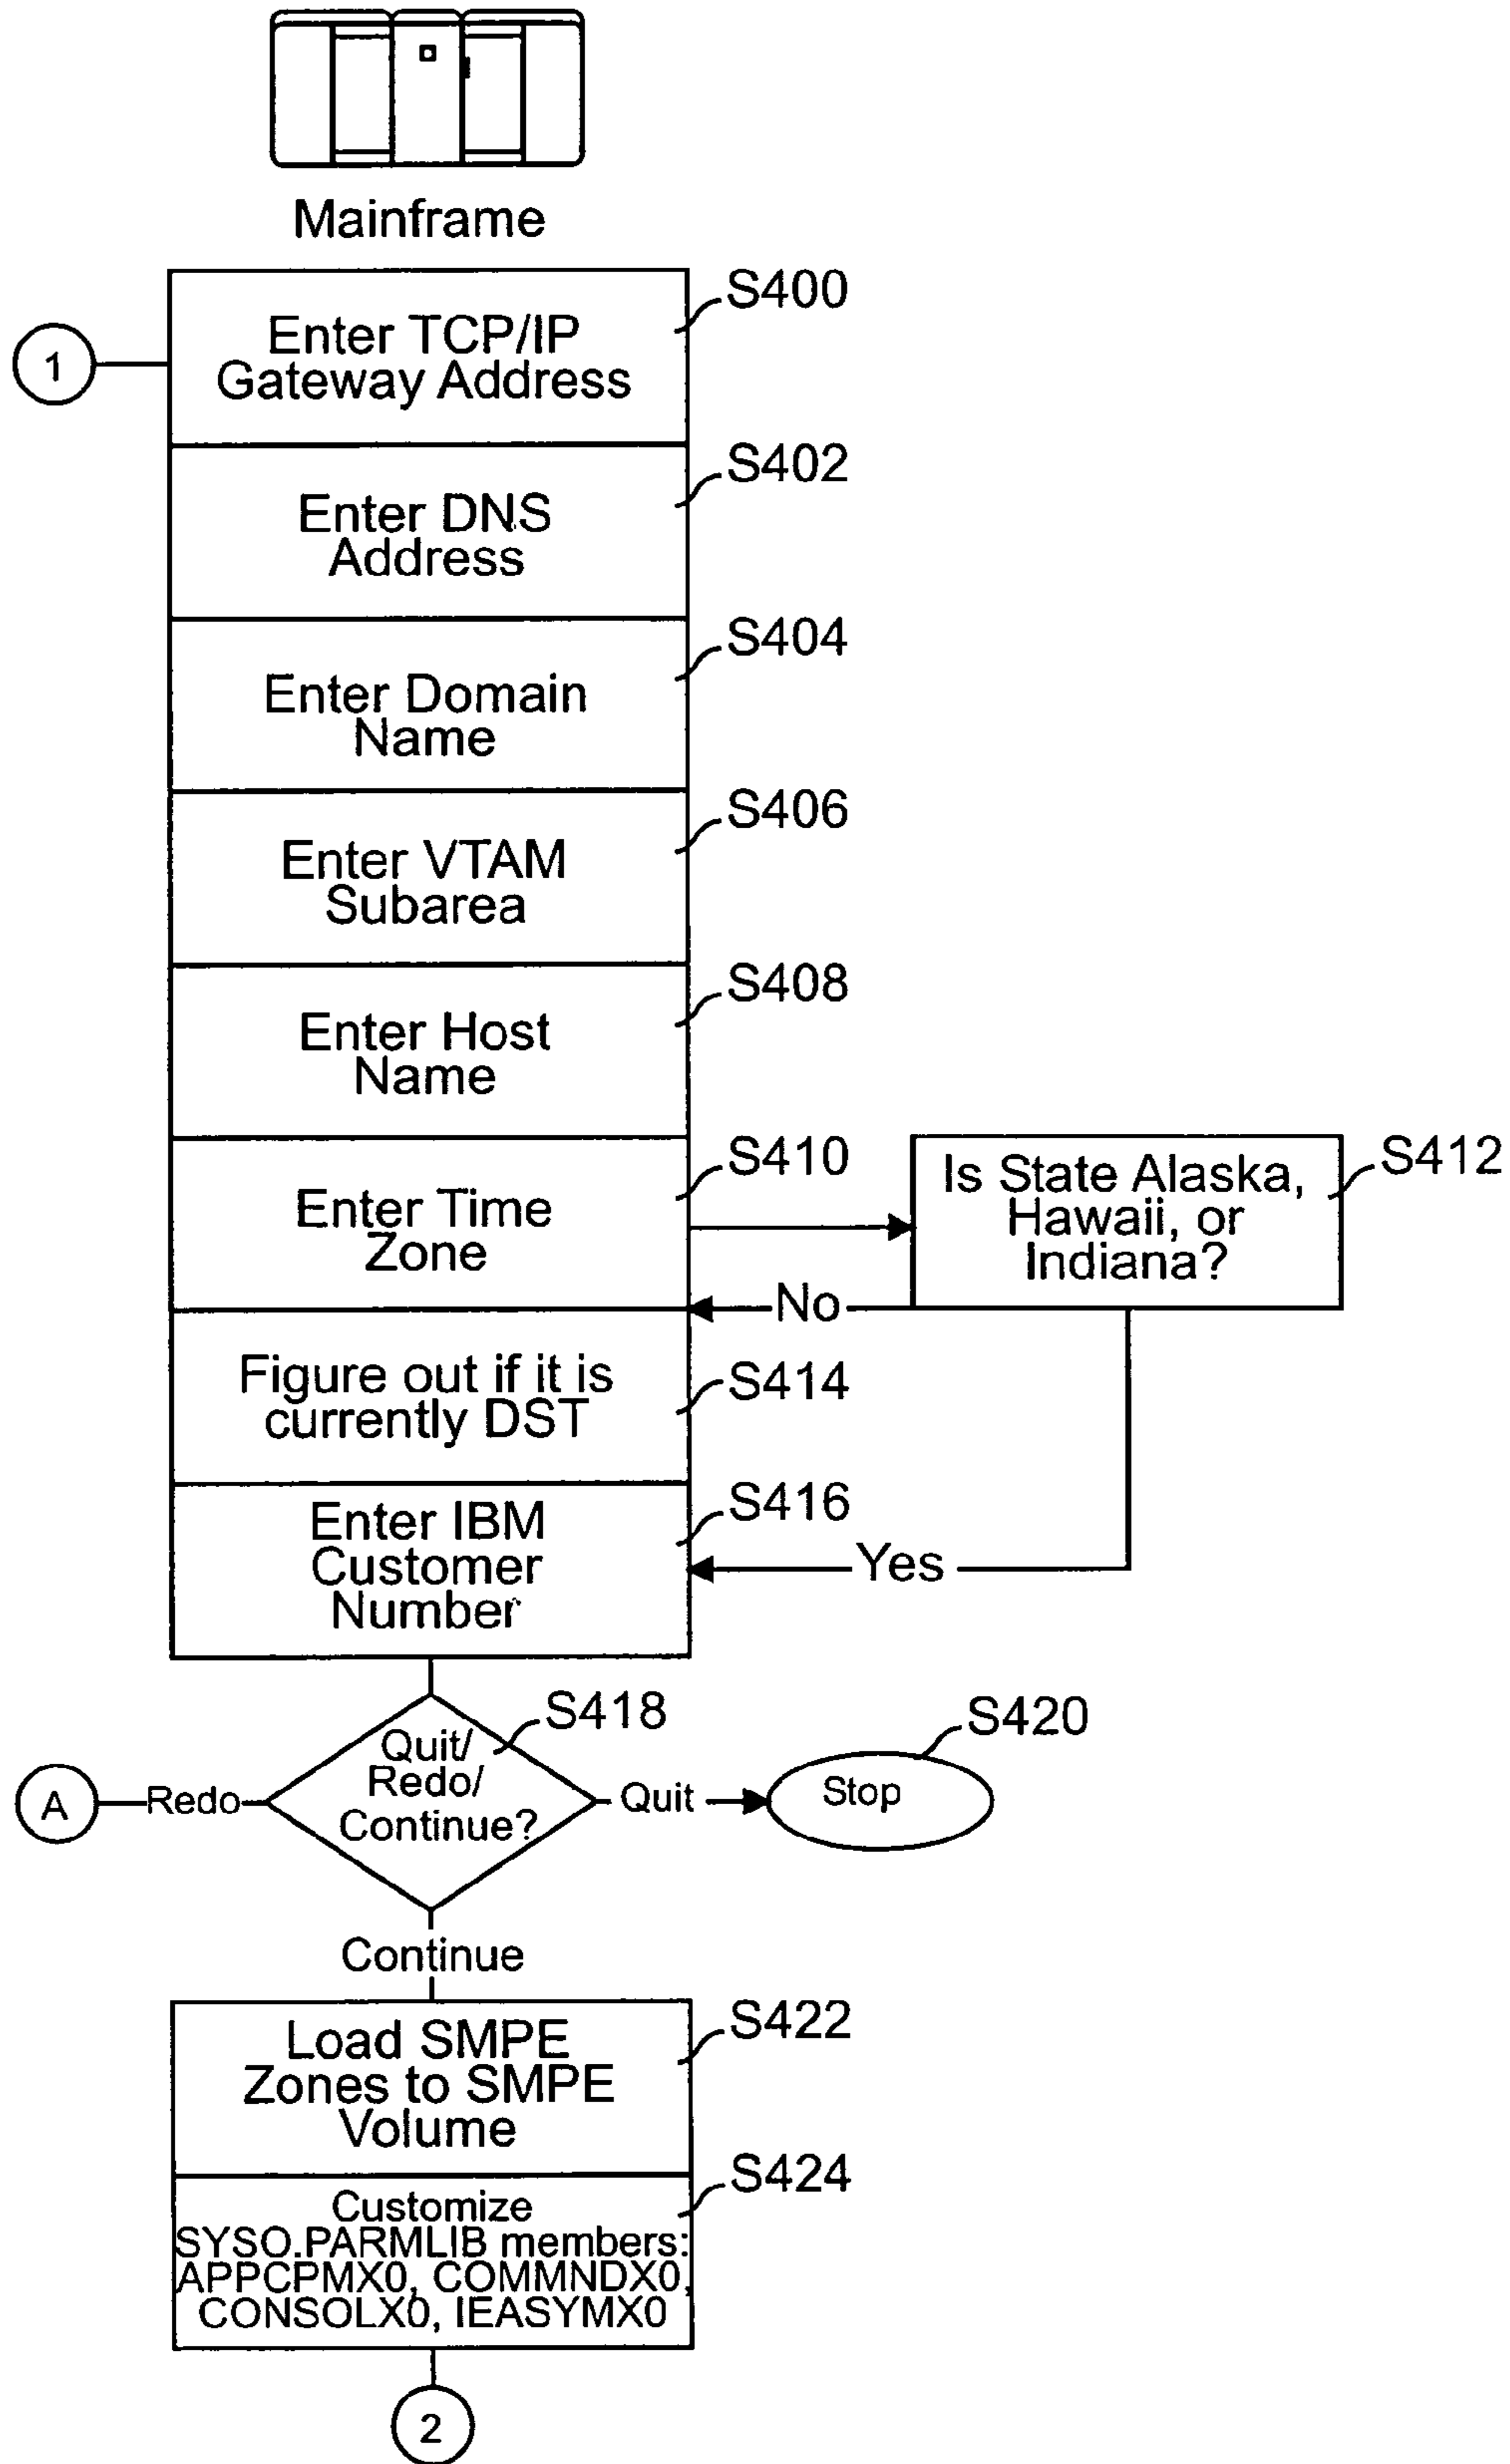 Mainframe
S400
Enter TCP/IP
Gateway Address
1
S402
Enter DNS
Address
S404
Enter Domain
Name
S406
Enter VTAM
Subarea
S408
Enter Host
Name
S410
Enter Time
Zone
S412
Is State Alaska,
Hawaii, or
Indiana?
No
Figure out if it is
currently DST
S414
S416
Enter IBM
Customer
Number
Yes
S418
Quit/
Redo/
Continue?
A
Redo
Quit
S420
Stop
Continue
S422
Load SMPE
Zones to SMPE
Volume
S424
Customize
SYSO.PARMLIB members:
APPCPMX0, COMMNDX0,
CONSOLX0, IEASYMX0
2